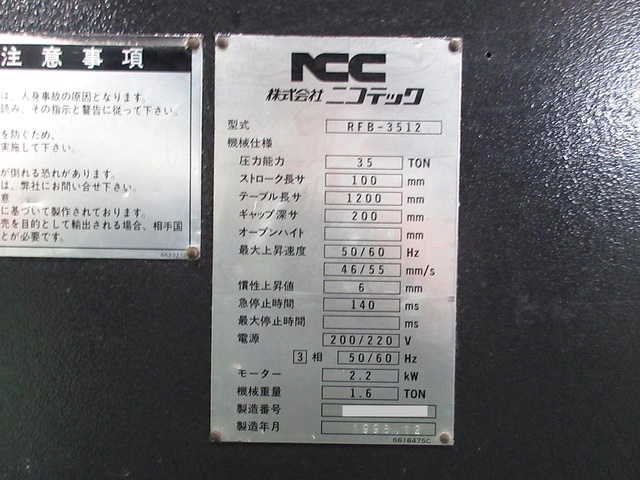 注意事項
は、人身事故の原因となります。
読み、その指示と警告に従って下さい。
を防ぐため、
実施して下さい。
が倒れる恐れがあります。
は、弊社にお問い合せ下さい。
意
に基づいて製作されております。
売を目的として輸出される場合、相手国
とが必要です。
NCC
株式会社 ニコテック
型式 RFB-3512
機械仕様
圧力能力 35 TON
ストローク長サ 100 mm
テーブル長サ 1200 mm
ギャップ深サ 200 mm
オープンハイト mm
最大上昇速度 50/60 Hz
46/55 mm/s
慣性上昇値 6 mm
急停止時間 140 ms
最大停止時間 ms
電源 200/220 V
3 相 50/60 Hz
モーター 2.2 kW
機械重量 1.6 TON
製造番号
製造年月 1998.12
6616475C